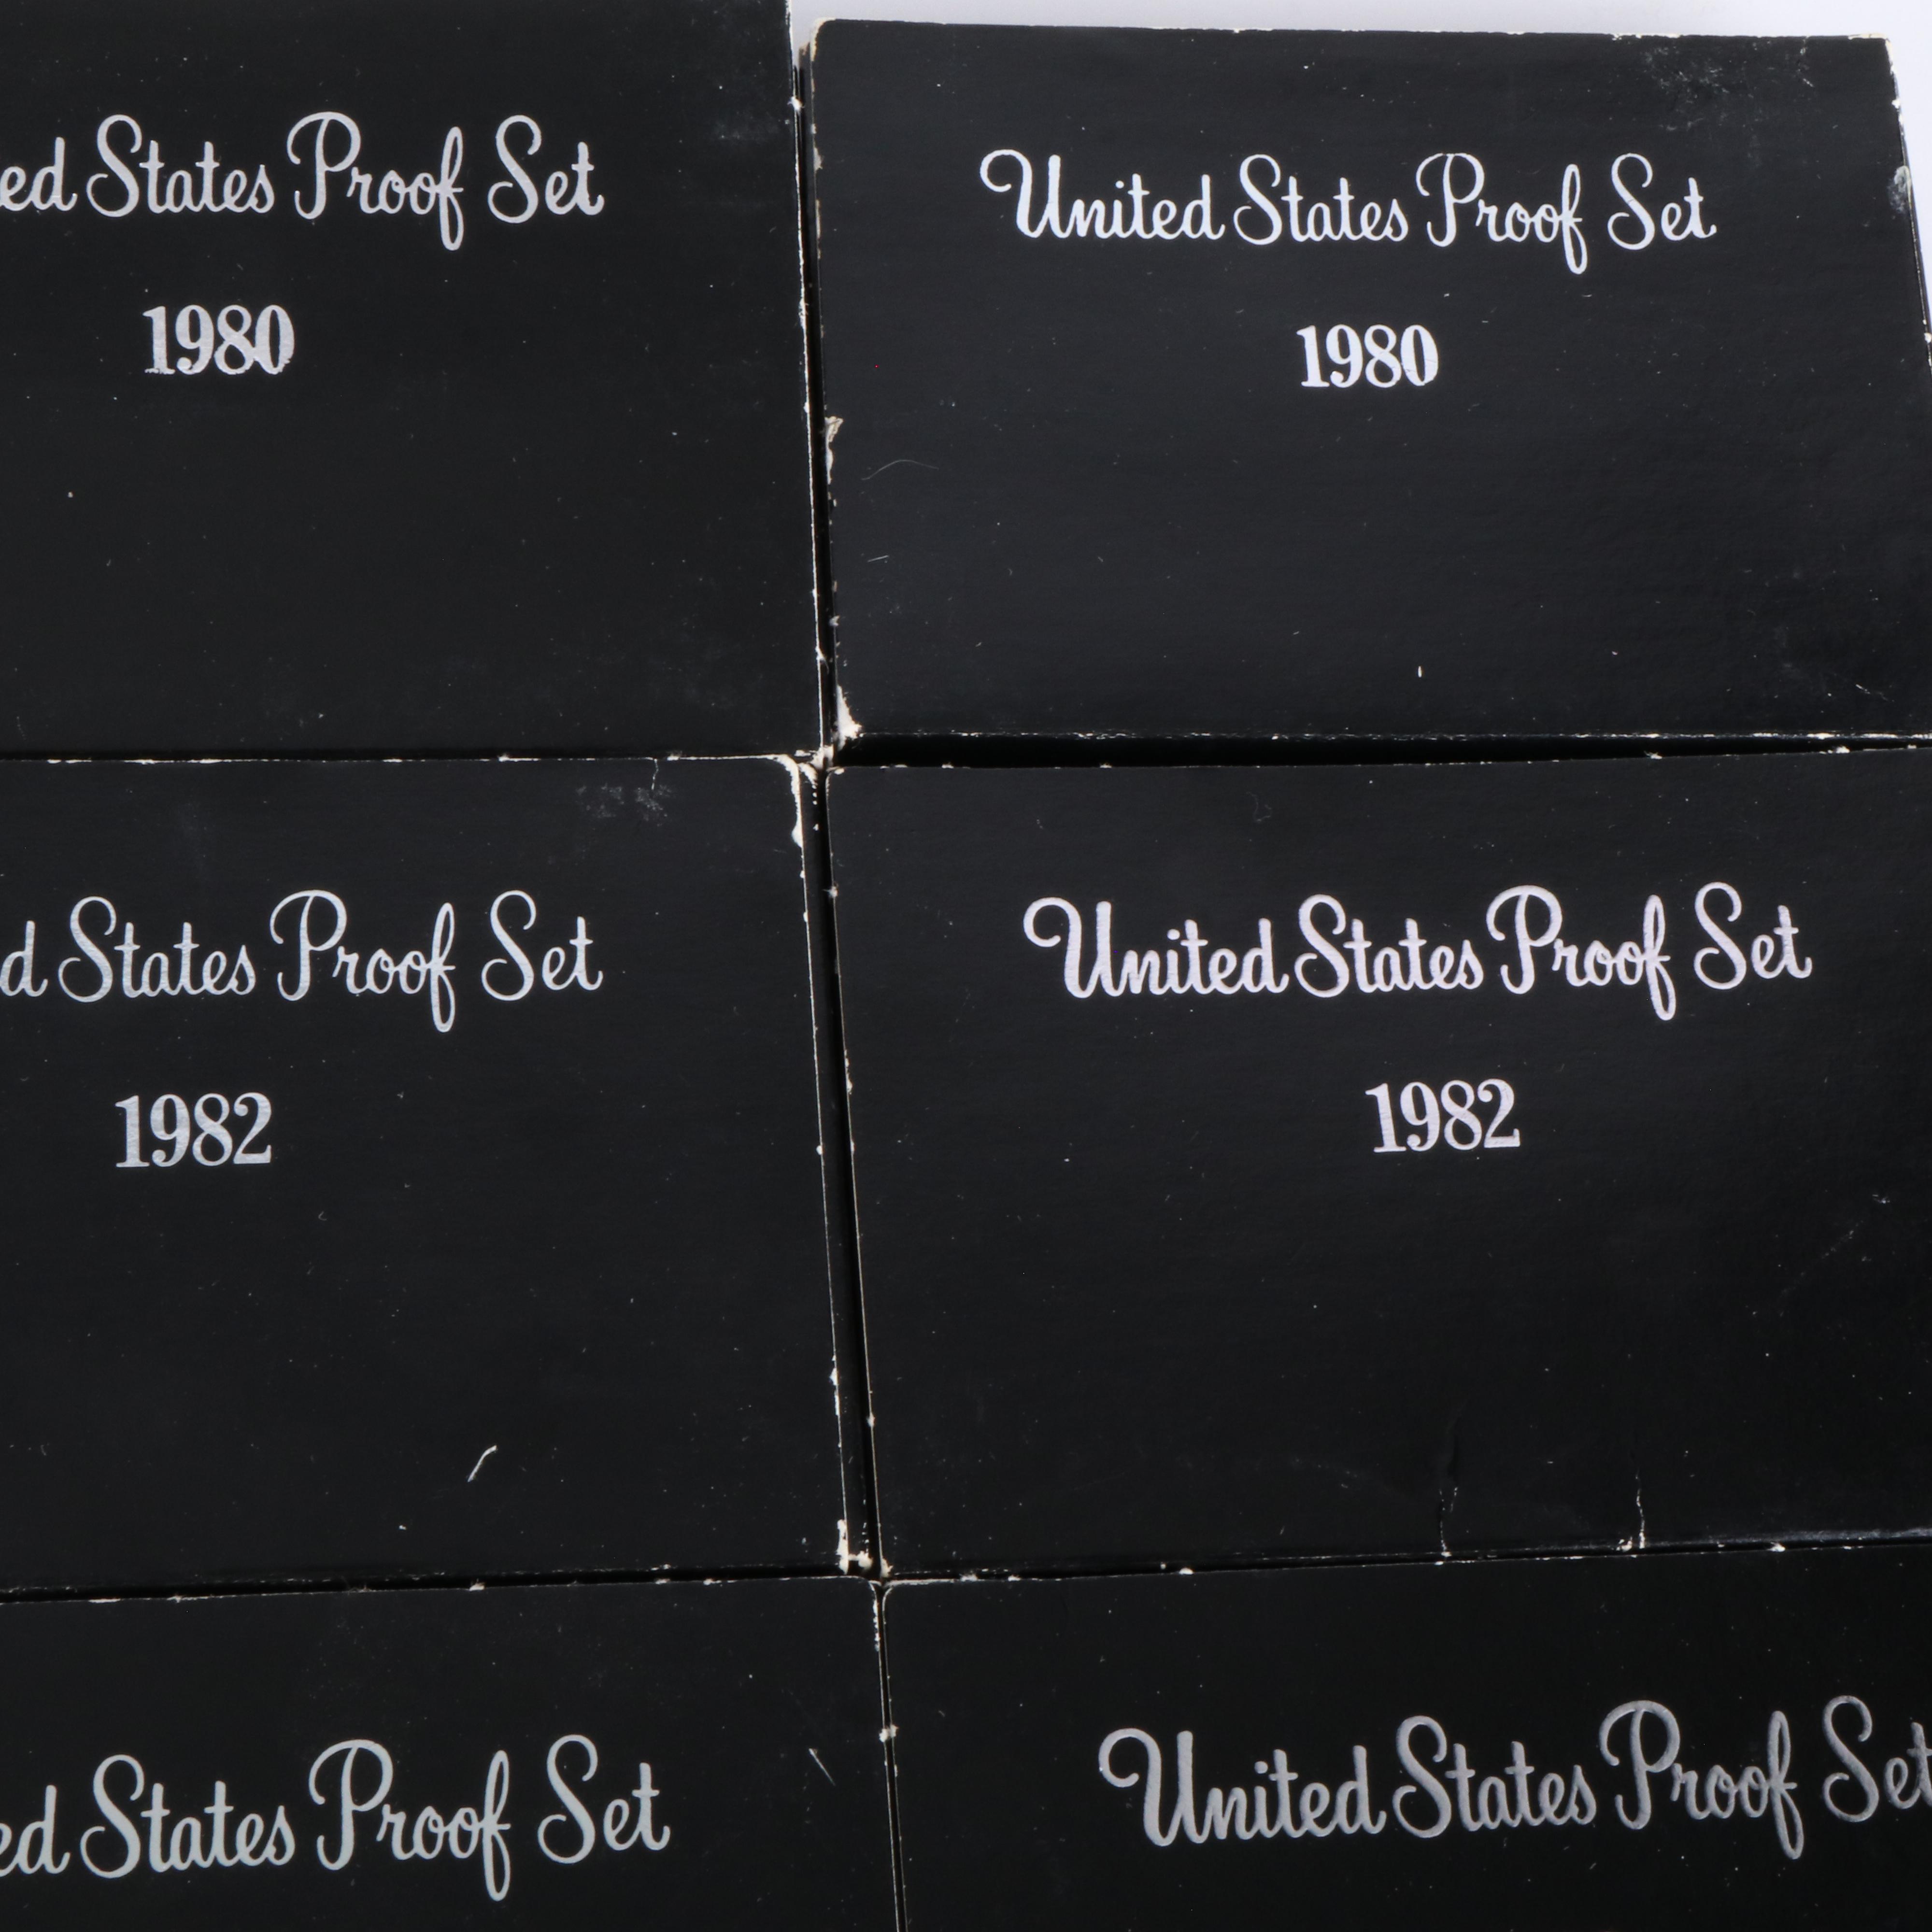 ed States Proof Set
1980
United States Proof Set
1980
d States Proof Set
1982
United States Proof Set
1982
ed States Proof Set
United States Proof Set